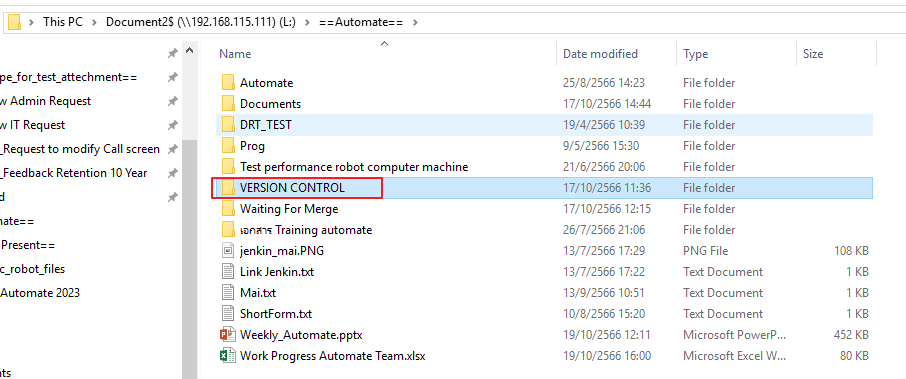 This PC > Document2$ (\\192.168.115.111) (L:) > ==Automate== >
Name Date modified Type Size
pe_for_test_attechment==
w Admin Request
w IT Request
_Request to modify Call screen
_Feedback Retention 10 Year
d
mate==
Present==
c_robot_files
Automate 2023
nts
Automate 25/8/2566 14:23 File folder
Documents 17/10/2566 14:44 File folder
DRT_TEST 19/4/2566 10:39 File folder
Prog 9/5/2566 15:30 File folder
Test performance robot computer machine 21/6/2566 20:06 File folder
VERSION CONTROL 17/10/2566 11:36 File folder
Waiting For Merge 17/10/2566 12:15 File folder
เอกสาร Training automate 26/7/2566 21:06 File folder
jenkin_mai.PNG 13/7/2566 17:29 PNG File 108 KB
Link Jenkin.txt 13/7/2566 17:22 Text Document 1 KB
Mai.txt 13/9/2566 10:51 Text Document 1 KB
ShortForm.txt 10/8/2566 15:20 Text Document 1 KB
Weekly_Automate.pptx 19/10/2566 12:11 Microsoft PowerP... 452 KB
Work Progress Automate Team.xlsx 19/10/2566 16:00 Microsoft Excel W... 80 KB